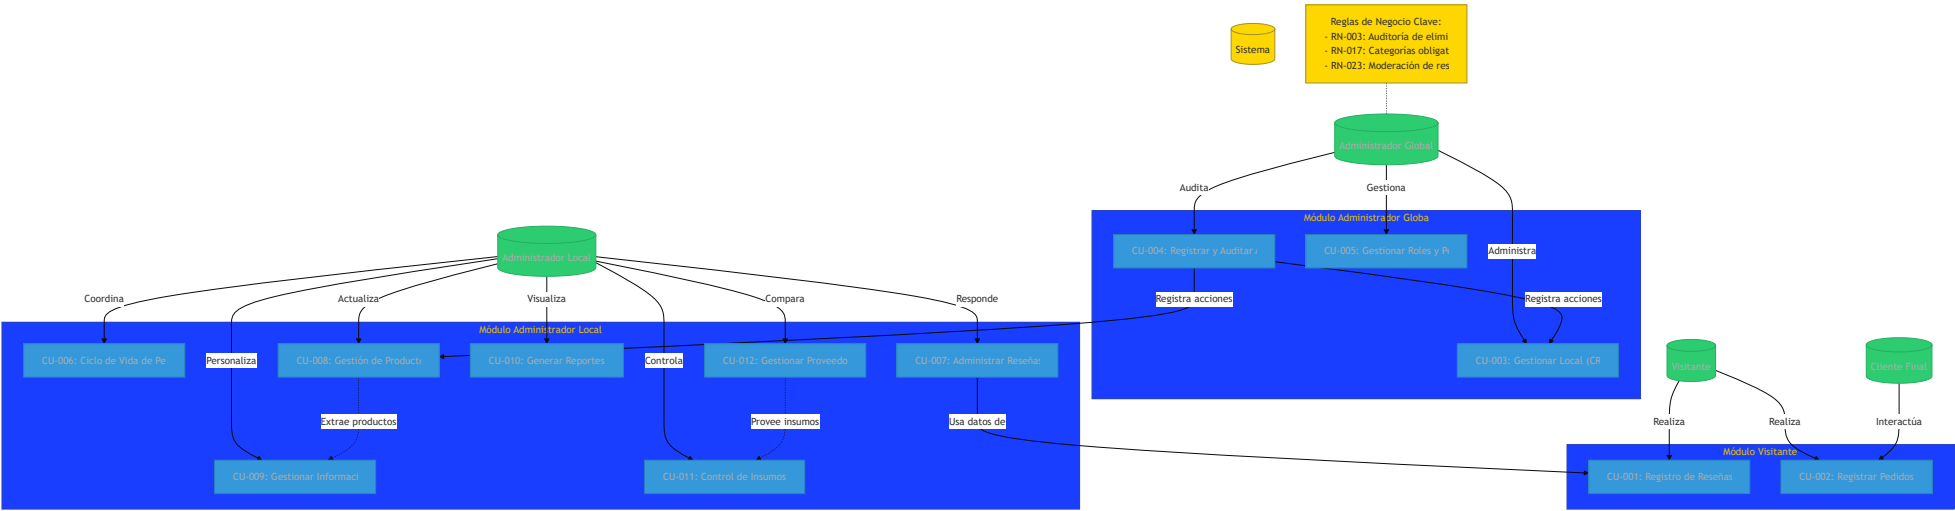 Reglas de Negocio Clave:
- RN-003: Auditoría de elimi
- RN-017: Categorías obligat
- RN-023: Moderación de res
Sistema
Administrador Global
Audita
Gestiona
Administra
Módulo Administrador Globa
CU-004: Registrar y Auditar
CU-005: Gestionar Roles y P
Registra acciones
Registra acciones
CU-003: Gestionar Local (CR
Administrador Local
Coordina
Personaliza
Actualiza
Visualiza
Controla
Compara
Responde
Módulo Administrador Local
CU-006: Ciclo de Vida de Pe
CU-008: Gestión de Product
CU-010: Generar Reportes
CU-012: Gestionar Proveedo
CU-007: Administrar Reseñas
Extrae productos
Provee insumos
Usa datos de
CU-009: Gestionar Informaci
CU-011: Control de Insumos
Visitante
Cliente Final
Realiza
Realiza
Interactúa
Módulo Visitante
CU-001: Registro de Reseñas
CU-002: Registrar Pedidos